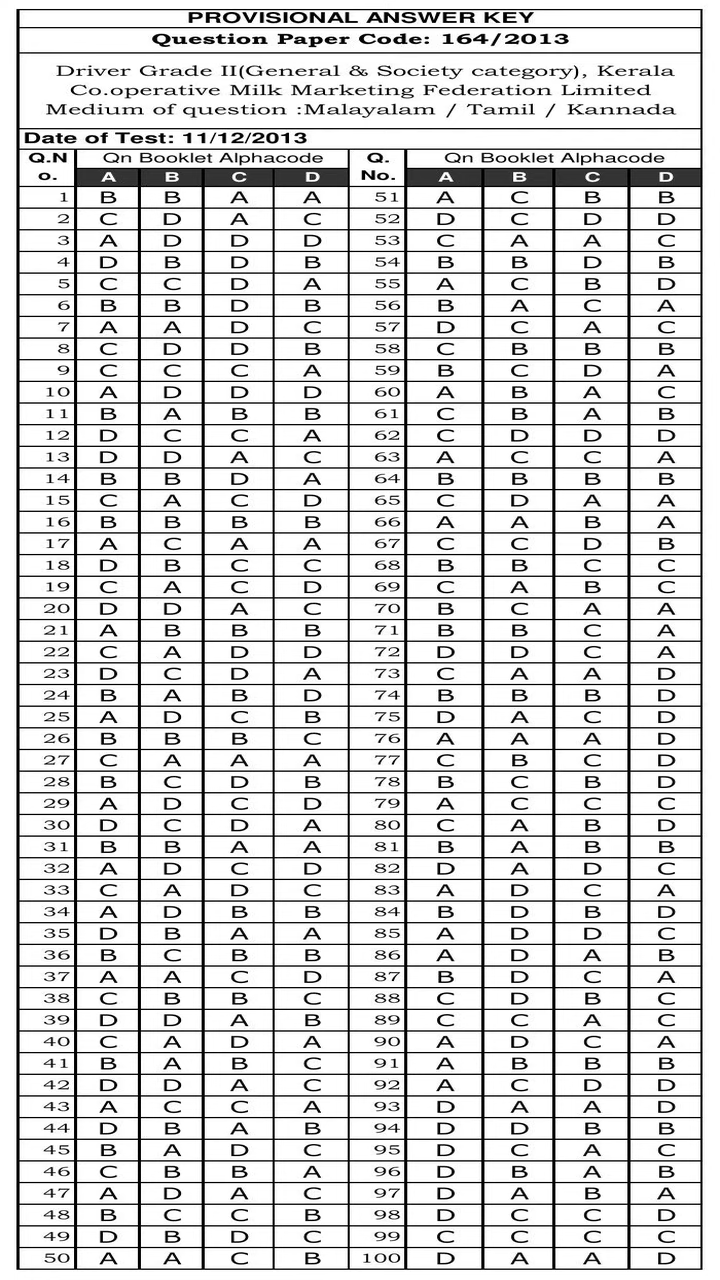 PROVISIONAL ANSWER KEY
Question Paper Code: 164/2013
Driver Grade II(General & Society category), Kerala
Co.operative Milk Marketing Federation Limited
Medium of question :Malayalam / Tamil / Kannada
Date of Test: 11/12/2013
Q.N Qn Booklet Alphacode Q. Qn Booklet Alphacode
o. A B C D No. A B C D
1 B B A A 51 A C B B
2 C D A C 52 D C D D
3 A D D D 53 C A A C
4 D B D B 54 B B D B
5 C C D A 55 A C B D
6 B B D B 56 B A C A
7 A A D C 57 D C A C
8 C D D B 58 C B B B
9 C C C A 59 B C D A
10 A D D D 60 A B A C
11 B A B B 61 C B A B
12 D C C A 62 C D D D
13 D D A C 63 A C C A
14 B B D A 64 B B B B
15 C A C D 65 C D A A
16 B B B B 66 A A B A
17 A C A A 67 C C D B
18 D B C C 68 B B C C
19 C A C D 69 C A B C
20 D D A C 70 B C A A
21 A B B B 71 B B C A
22 C A D D 72 D D C A
23 D C D A 73 C A A D
24 B A B D 74 B B B D
25 A D C B 75 D A C D
26 B B B C 76 A A A D
27 C A A A 77 C B C D
28 B C D B 78 B C B D
29 A D C D 79 A C C C
30 D C D A 80 C A B D
31 B B A A 81 B A B B
32 A D C D 82 D A D C
33 C A D C 83 A D C A
34 A D B B 84 B D B D
35 D B A A 85 A D D C
36 B C B B 86 A D A B
37 A A C D 87 B D C A
38 C B B C 88 C D B C
39 D D A B 89 C C A C
40 C A D A 90 A D C A
41 B A B C 91 A B B B
42 D D A C 92 A C D D
43 A C C A 93 D A A D
44 D B A B 94 D D B B
45 B A D C 95 D C A C
46 C B B A 96 D B A B
47 A D A C 97 D A B A
48 B C C B 98 D C C D
49 D B D C 99 C C C C
50 A A C B 100 D A A D